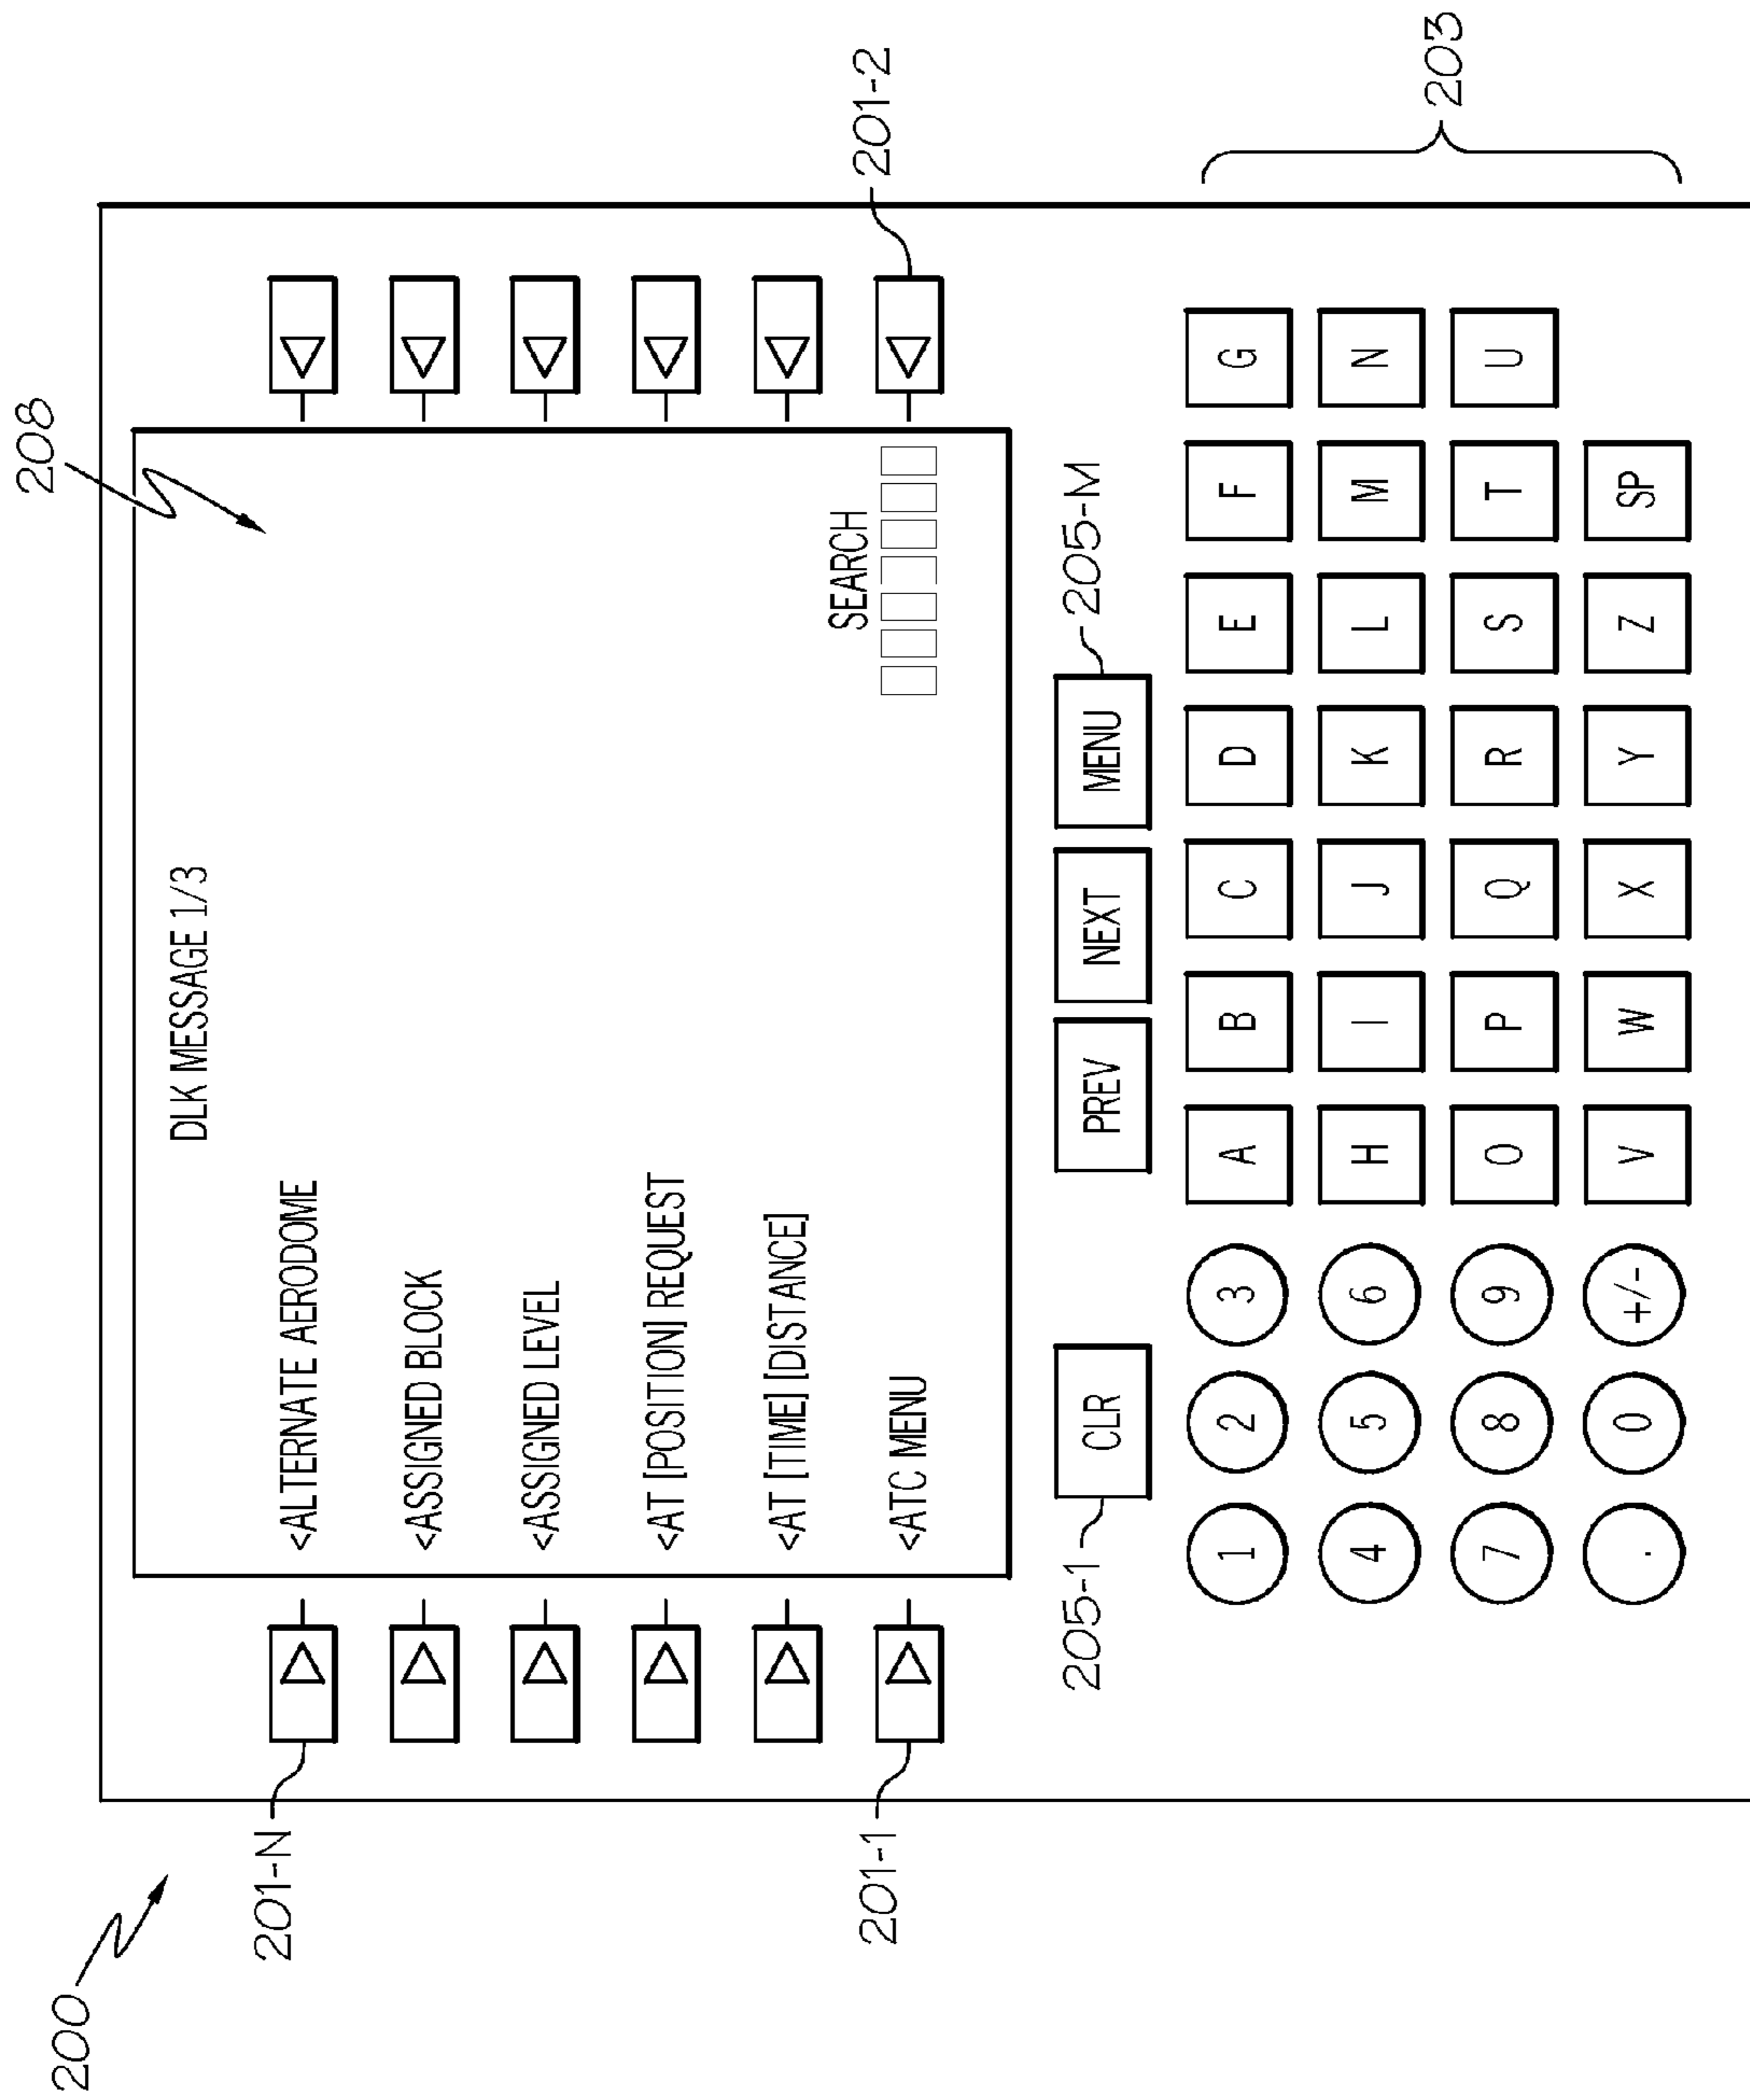 200
208
DLK MESSAGE 1/3
201-N
<ALTERNATE AERODOME
<ASSIGNED BLOCK
<ASSIGNED LEVEL
<AT [POSITION] REQUEST
<AT [TIME] [DISTANCE]
SEARCH
201-1
<ATC MENU
201-2
205-1
CLR
PREV
NEXT
MENU
205-M
1 2 3 A B C D E F G
4 5 6 H I J K L M N
7 8 9 O P Q R S T U
. 0 +/- V W X Y Z SP
203